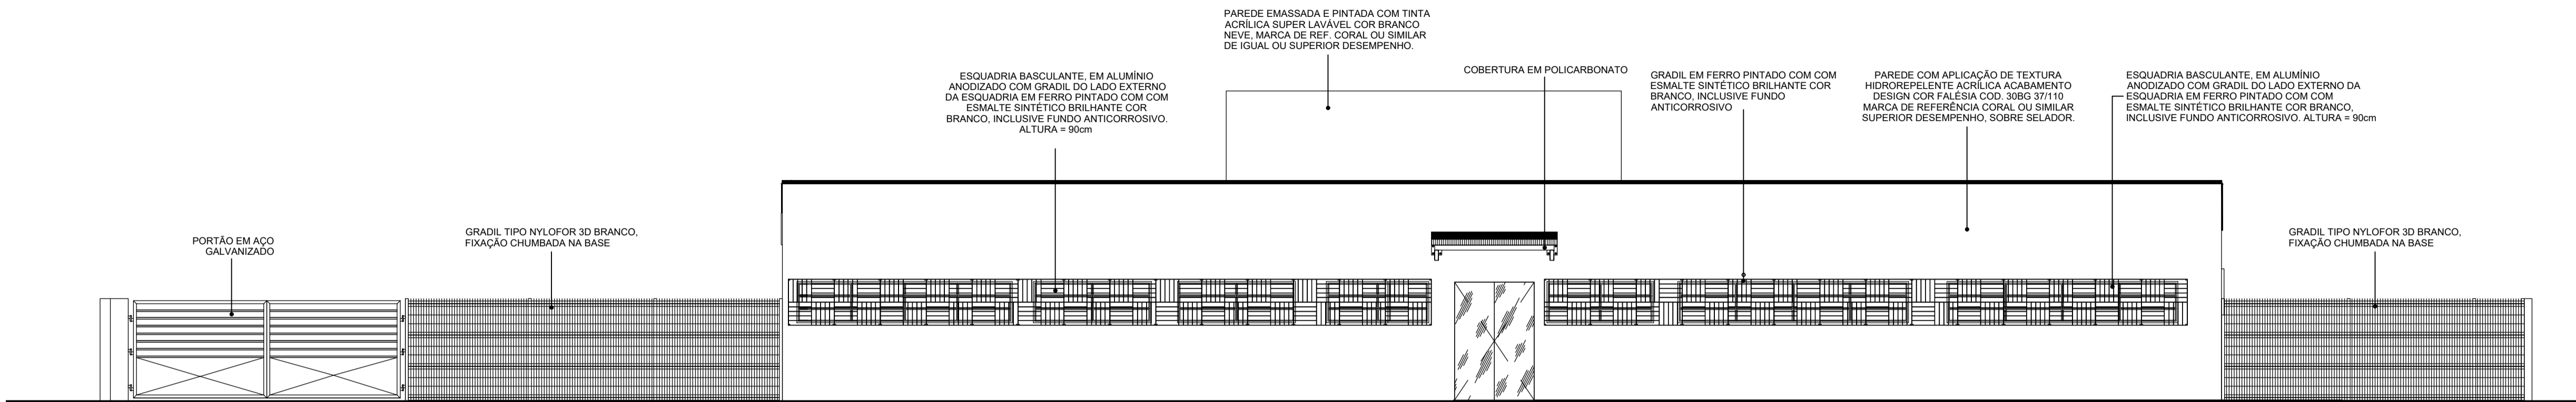 PAREDE EMASSADA E PINTADA COM TINTA
ACRÍLICA SUPER LAVÁVEL COR BRANCO
NEVE, MARCA DE REF. CORAL OU SIMILAR
DE IGUAL OU SUPERIOR DESEMPENHO.
ESQUADRIA BASCULANTE, EM ALUMÍNIO
ANODIZADO COM GRADIL DO LADO EXTERNO
DA ESQUADRIA EM FERRO PINTADO COM COM
ESMALTE SINTÉTICO BRILHANTE COR
BRANCO, INCLUSIVE FUNDO ANTICORROSIVO.
ALTURA = 90cm
COBERTURA EM POLICARBONATO
GRADIL EM FERRO PINTADO COM COM
ESMALTE SINTÉTICO BRILHANTE COR
BRANCO, INCLUSIVE FUNDO
ANTICORROSIVO
PAREDE COM APLICAÇÃO DE TEXTURA
HIDROREPELENTE ACRÍLICA ACABAMENTO
DESIGN COR FALÉSIA COD. 30BG 37/110
MARCA DE REFERÊNCIA CORAL OU SIMILAR
SUPERIOR DESEMPENHO, SOBRE SELADOR.
ESQUADRIA BASCULANTE, EM ALUMÍNIO
ANODIZADO COM GRADIL DO LADO EXTERNO DA
ESQUADRIA EM FERRO PINTADO COM COM
ESMALTE SINTÉTICO BRILHANTE COR BRANCO,
INCLUSIVE FUNDO ANTICORROSIVO. ALTURA = 90cm
PORTÃO EM AÇO
GALVANIZADO
GRADIL TIPO NYLOFOR 3D BRANCO,
FIXAÇÃO CHUMBADA NA BASE
GRADIL TIPO NYLOFOR 3D BRANCO,
FIXAÇÃO CHUMBADA NA BASE